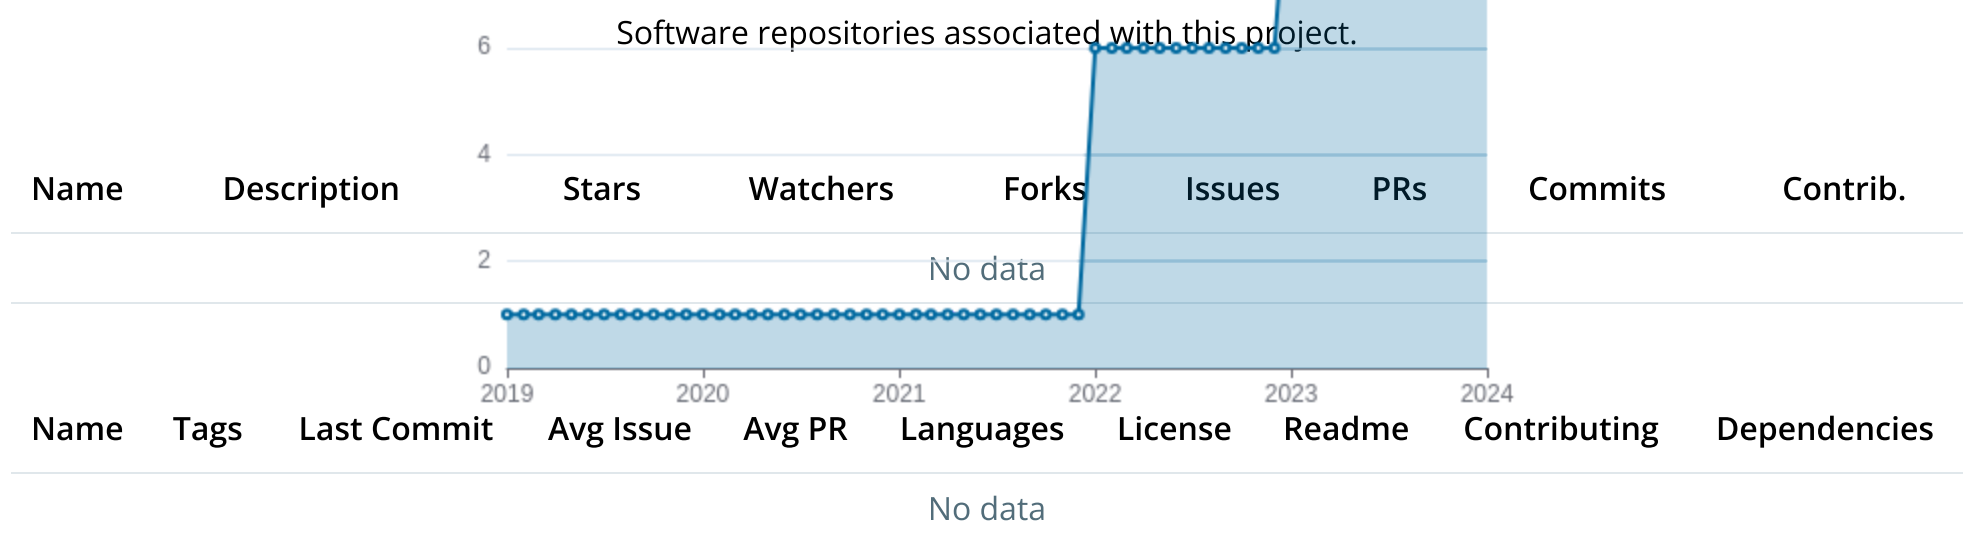 Software repositories associated with this project.
6
4
Name Description Stars Watchers Forks Issues PRs Commits Contrib.
2
No data
0
2019 2020 2021 2022 2023 2024
Name Tags Last Commit Avg Issue Avg PR Languages License Readme Contributing Dependencies
No data